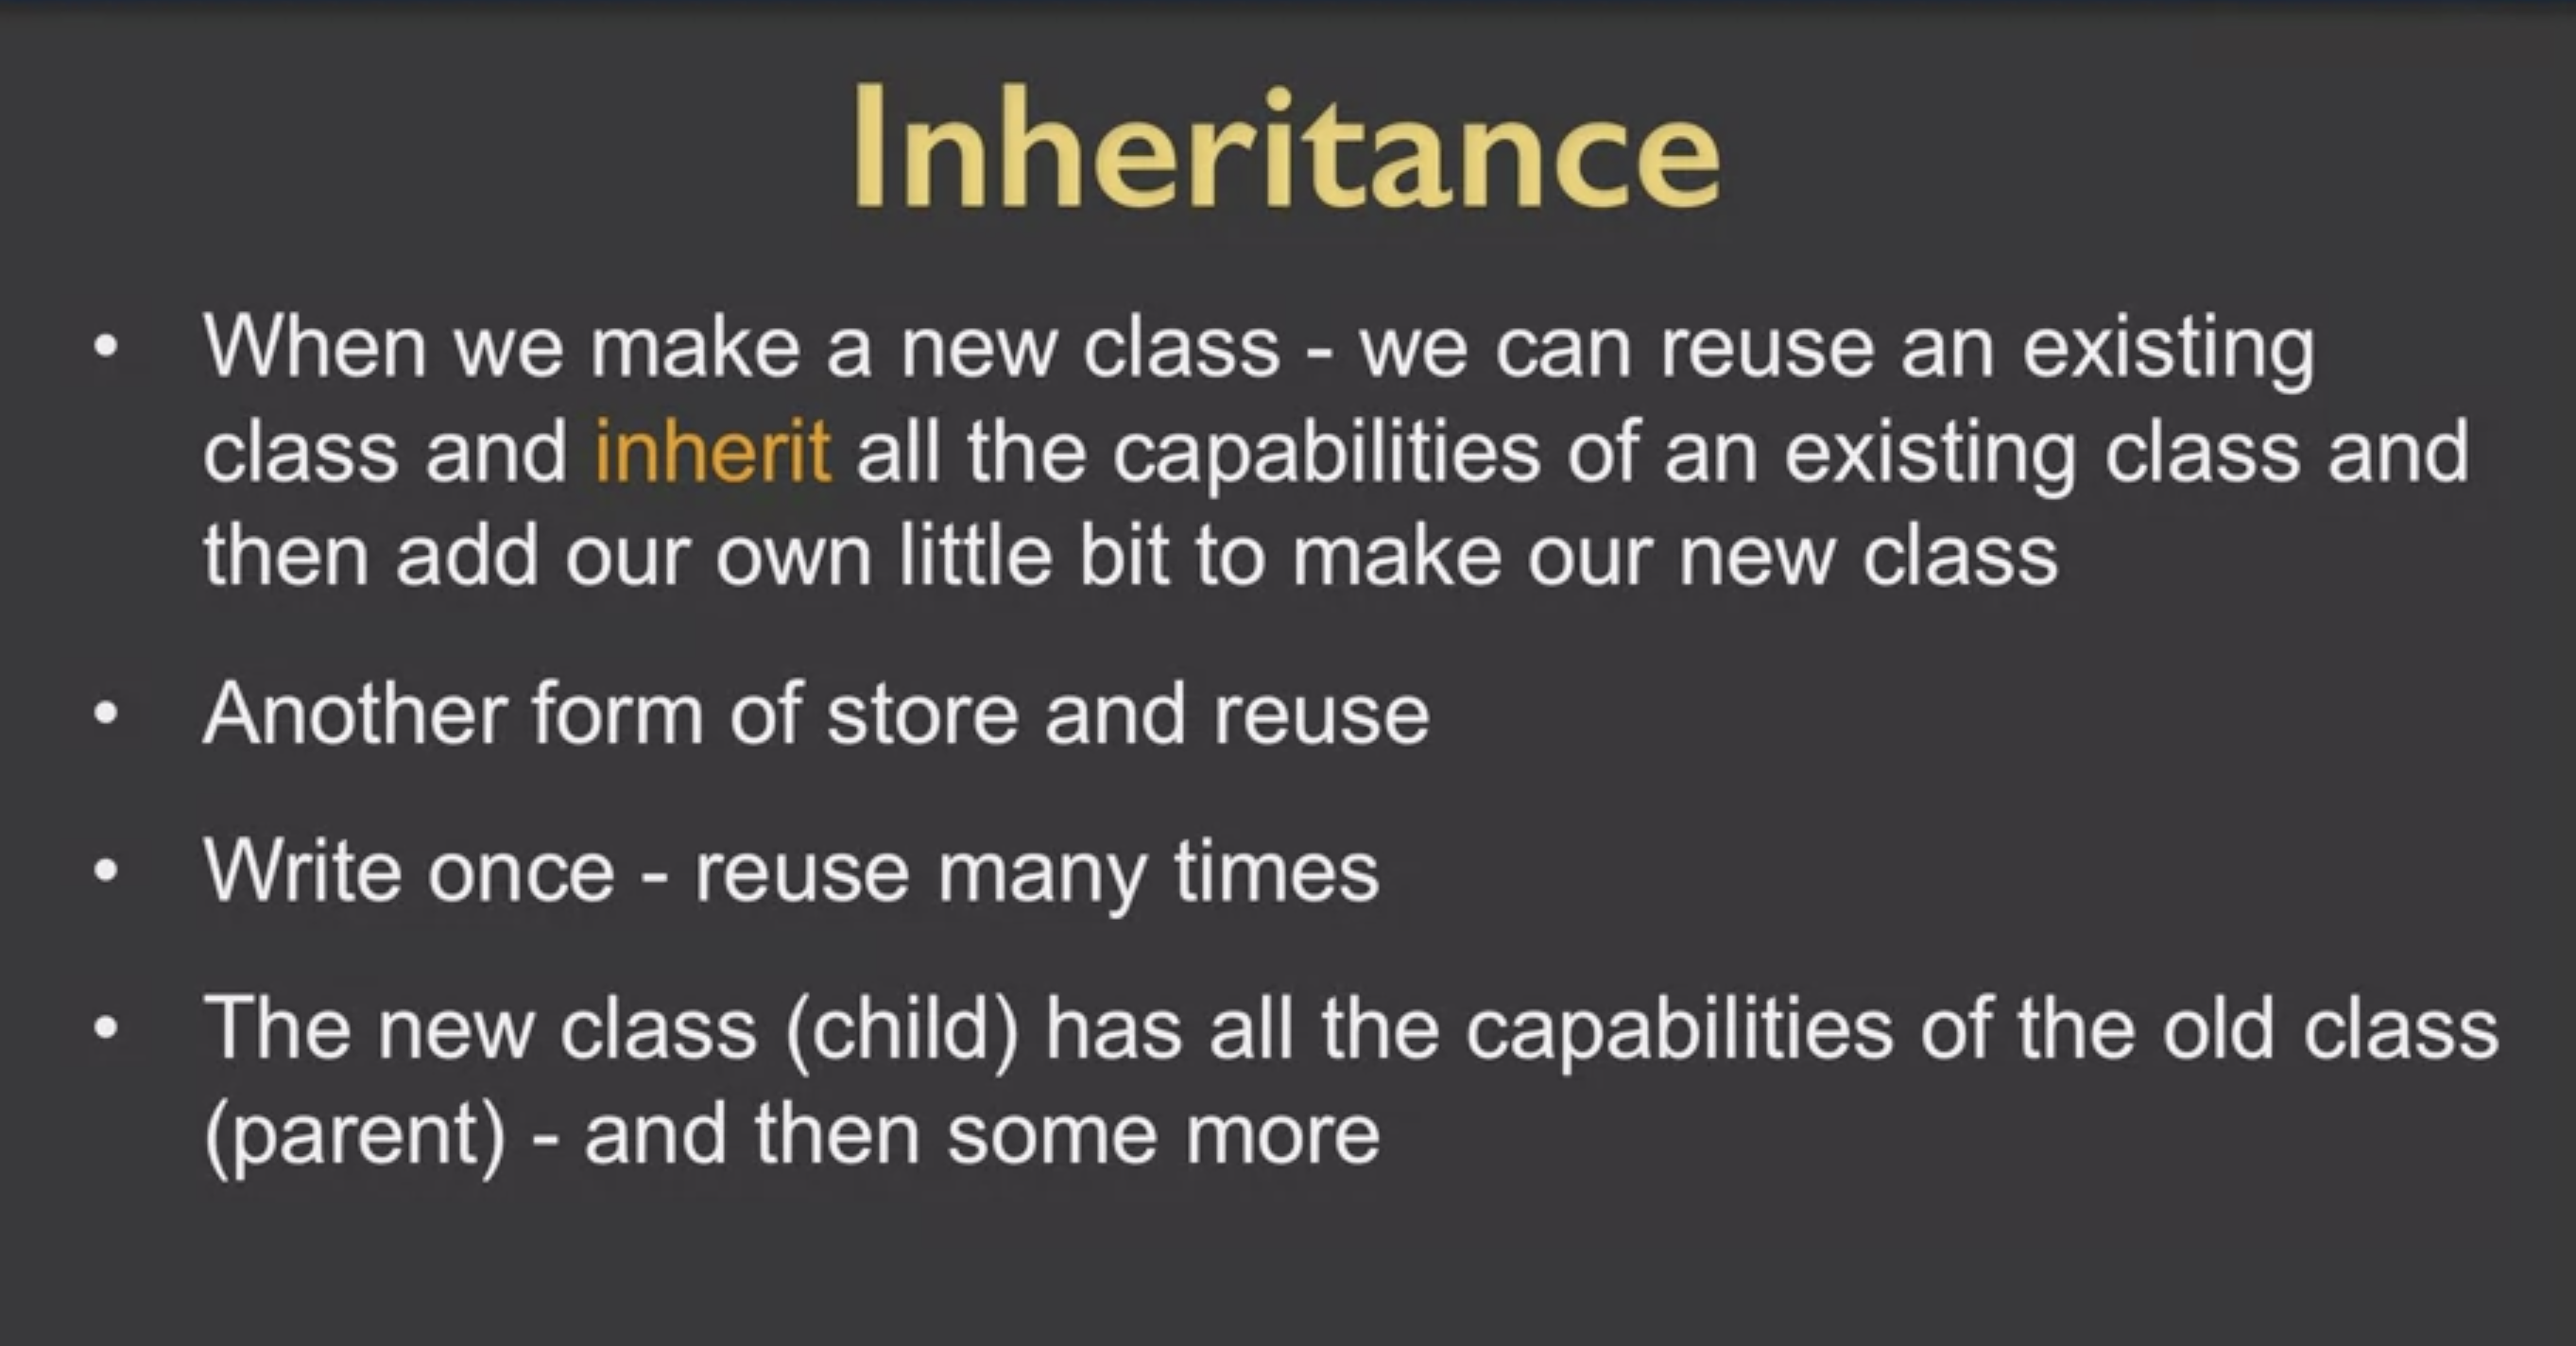 Inheritance
• When we make a new class - we can reuse an existing
class and inherit all the capabilities of an existing class and
then add our own little bit to make our new class
• Another form of store and reuse
• Write once - reuse many times
• The new class (child) has all the capabilities of the old class
(parent) - and then some more